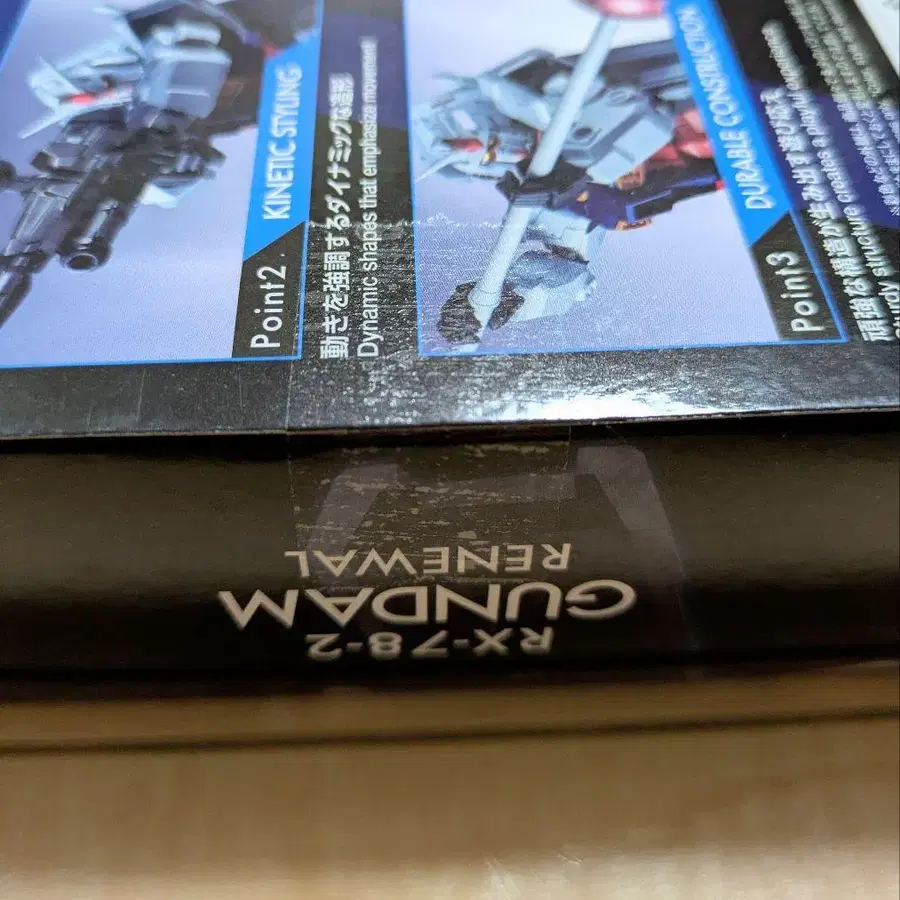 KINETIC STYLING
Point2
動きを強調するダイナミックな造形
Dynamic shapes that emphasize movement
DURABLE CONSTRUCTION
Point3
頑強な構造が生み出す遊び応え
Sturdy structure creates a playful experience
RX-78-2
GUNDAM
RENEWAL